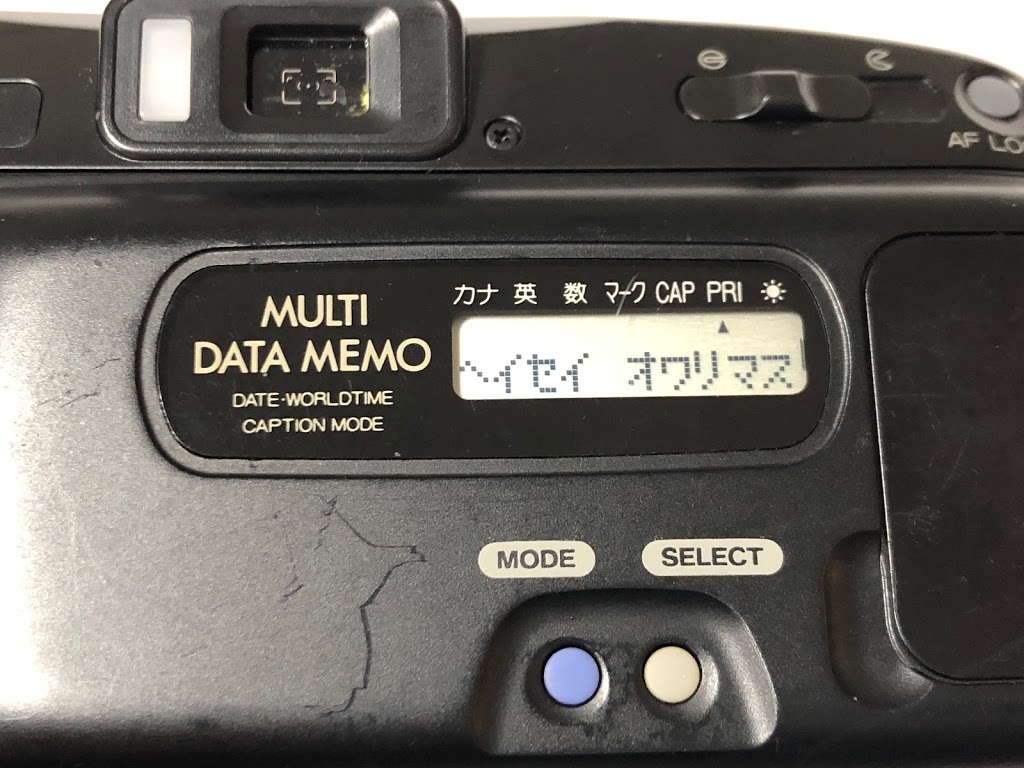 AF LO
MULTI
DATA MEMO
DATE·WORLDTIME
CAPTION MODE
カナ 英 数 マーク CAP PRI
ヘイセイ オワリマス
MODE
SELECT